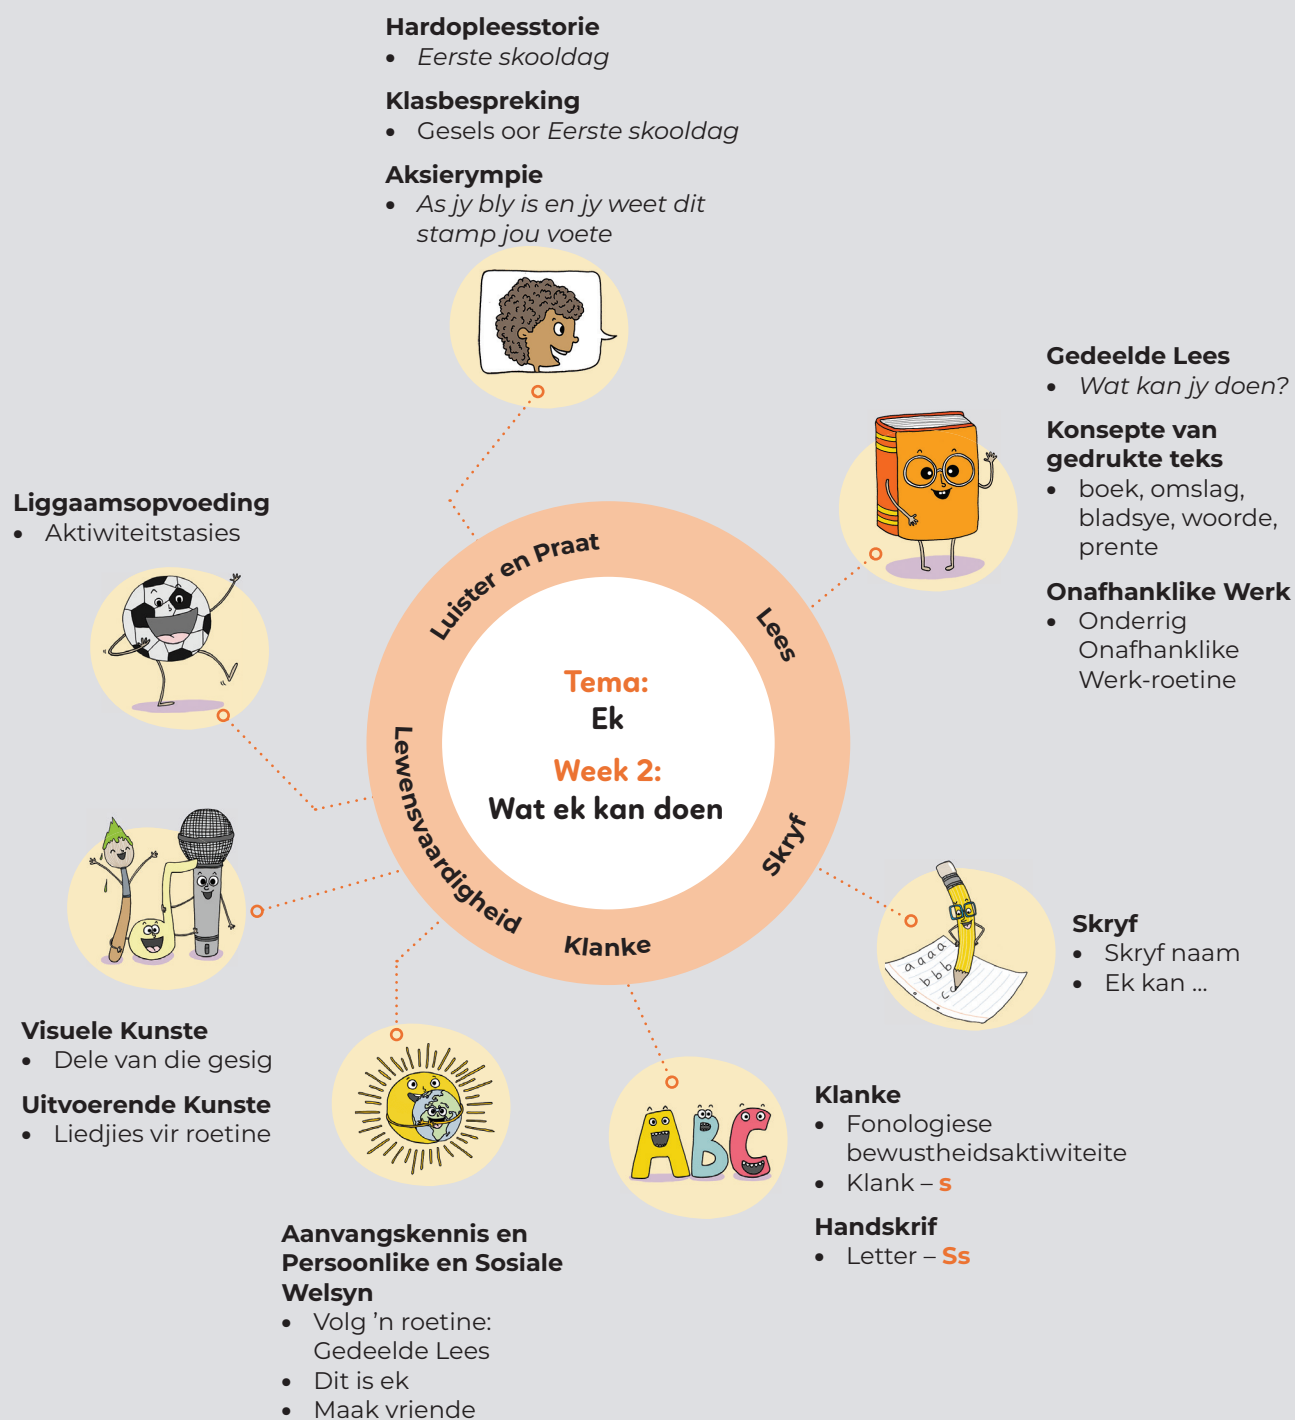 Hardopleesstorie
• Eerste skooldag
Klasbespreking
• Gesels oor Eerste skooldag
Aksierympie
• As jy bly is en jy weet dit
stamp jou voete
Gedeelde Lees
• Wat kan jy doen?
Konsepte van
gedrukte teks
• boek, omslag,
bladsye, woorde,
prente
Onafhanklike Werk
• Onderrig
Onafhanklike
Werk-roetine
Liggaamsopvoeding
• Aktiwiteitstasies
Luister en Praat
Lees
Skryf
Klanke
Lewensvaardigheid
Tema:
Ek
Week 2:
Wat ek kan doen
aaaa
bbb
cc
Skryf
• Skryf naam
• Ek kan ...
Visuele Kunste
• Dele van die gesig
Uitvoerende Kunste
• Liedjies vir roetine
ABC
Klanke
• Fonologiese
bewustheidsaktiwiteite
• Klank – s
Handskrif
• Letter – Ss
Aanvangskennis en
Persoonlike en Sosiale
Welsyn
• Volg ’n roetine:
Gedeelde Lees
• Dit is ek
• Maak vriende